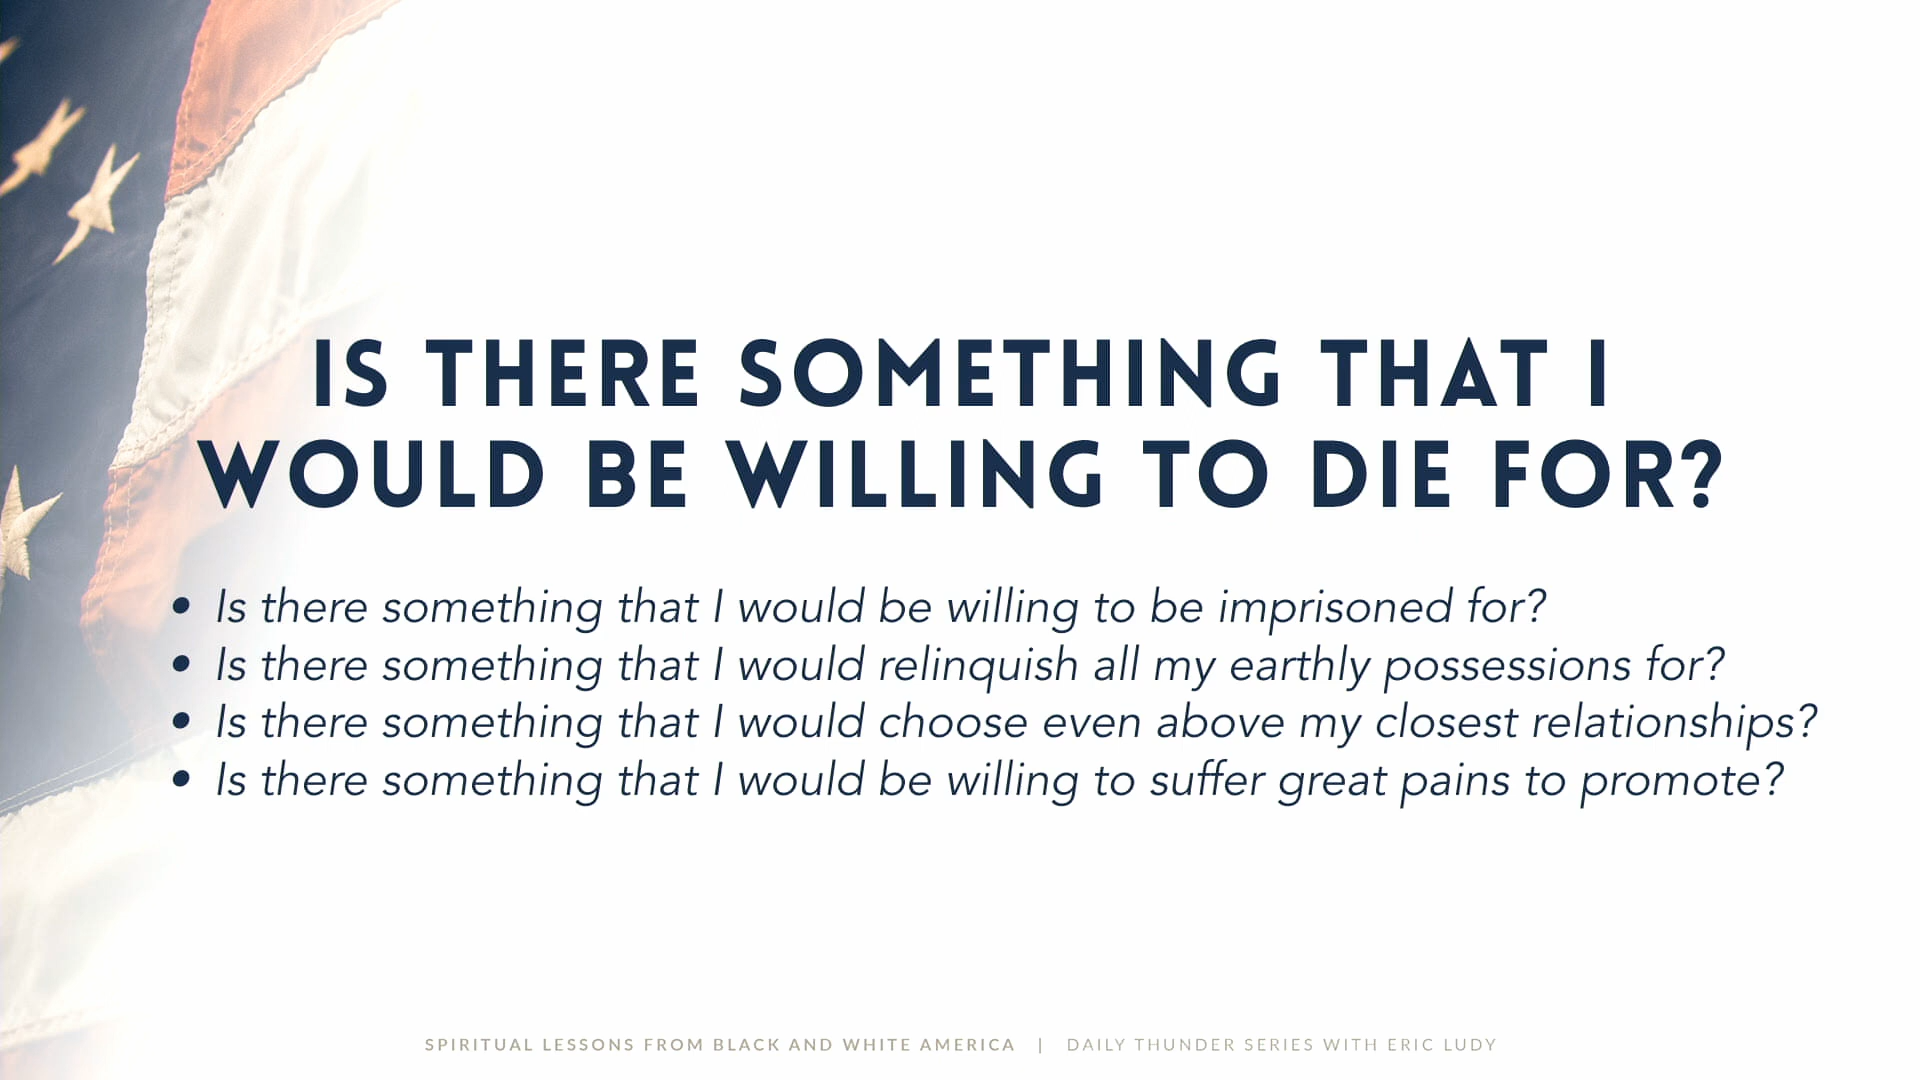 IS THERE SOMETHING THAT I
WOULD BE WILLING TO DIE FOR?
• Is there something that I would be willing to be imprisoned for?
• Is there something that I would relinquish all my earthly possessions for?
• Is there something that I would choose even above my closest relationships?
• Is there something that I would be willing to suffer great pains to promote?
SPIRITUAL LESSONS FROM BLACK AND WHITE AMERICA | DAILY THUNDER SERIES WITH ERIC LUDY